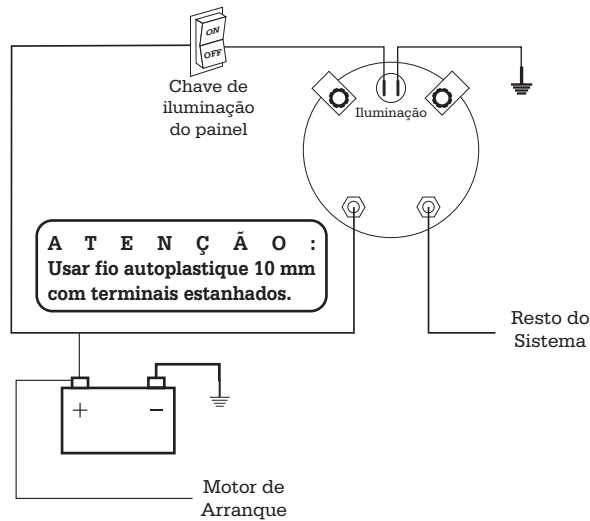 ON
OFF
Chave de
iluminação
do painel
Iluminação
A T E N Ç Ã O :
Usar fio autoplastique 10 mm
com terminais estanhados.
Resto do
Sistema
+ −
Motor de
Arranque